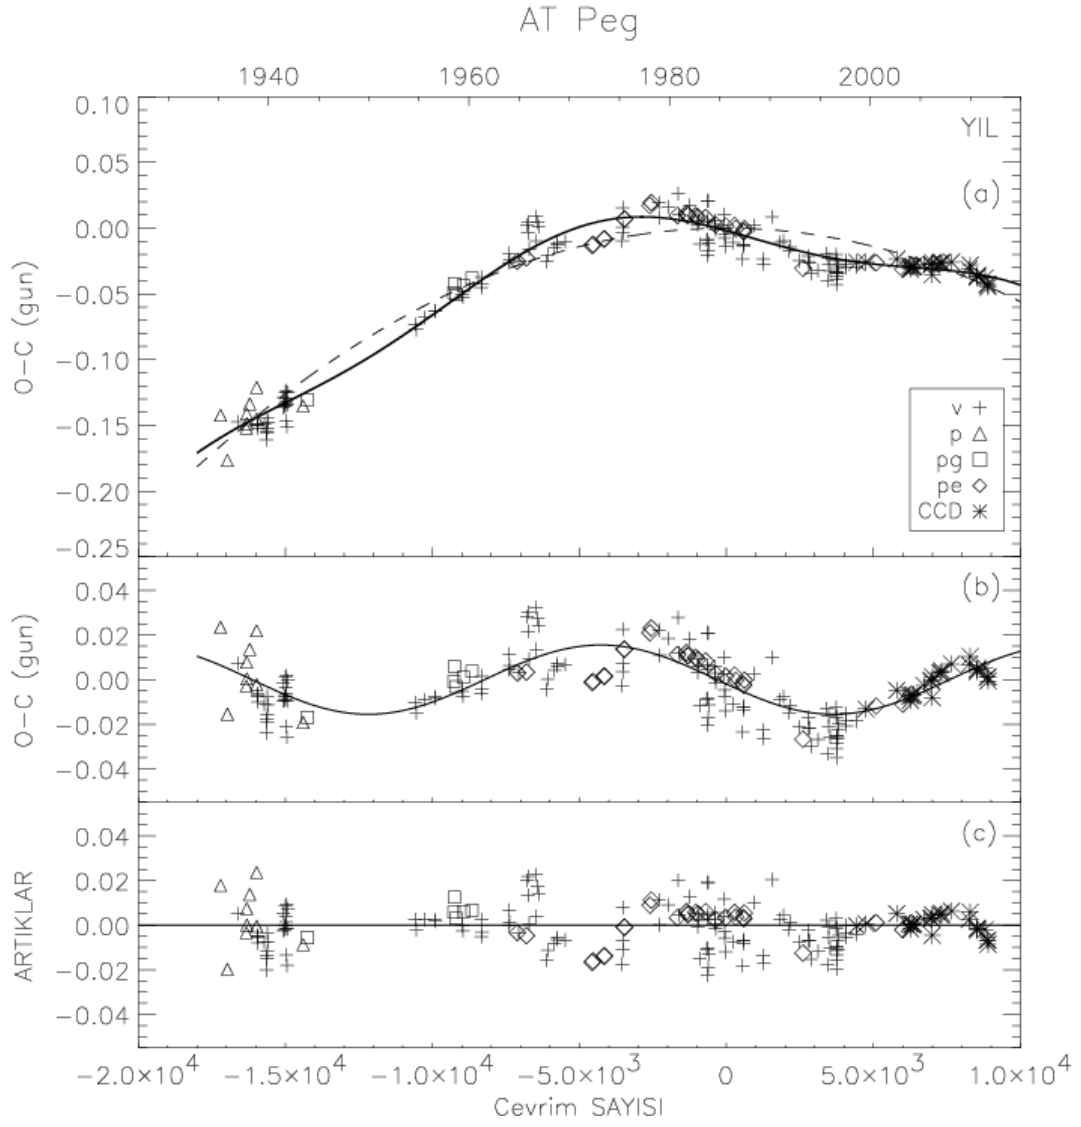 AT Peg
1940 1960 1980 2000
0.10
YIL
0.05
(a)
0.00
−0.05
−0.10
−0.15
−0.20
−0.25
O−C (gun)
v
p
pg
pe
CCD
(b)
0.04
0.02
0.00
−0.02
−0.04
O−C (gun)
(c)
0.04
0.02
0.00
−0.02
−0.04
ARTIKLAR
−2.0×10⁴ −1.5×10⁴ −1.0×10⁴ −5.0×10³ 0 5.0×10³ 1.0×10⁴
Cevrim SAYISI